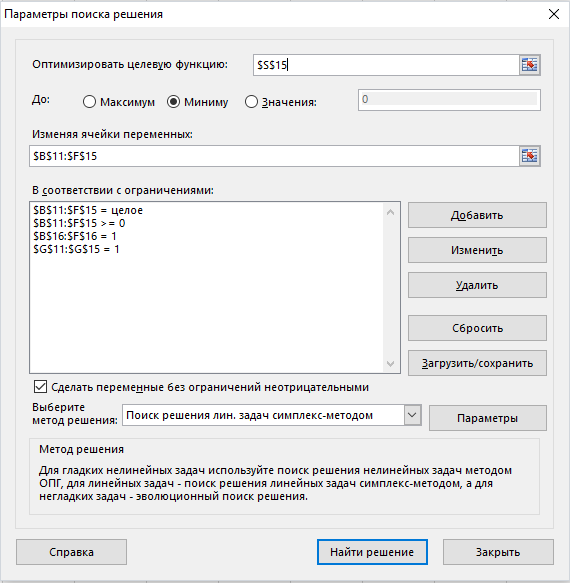 Параметры поиска решения
Оптимизировать целевую функцию:
$S$15
До:
Максимум
Миниму
Значения:
0
Изменяя ячейки переменных:
$B$11:$F$15
В соответствии с ограничениями:
$B$11:$F$15 = целое
$B$11:$F$15 >= 0
$B$16:$F$16 = 1
$G$11:$G$15 = 1
Добавить
Изменить
Удалить
Сбросить
Загрузить/сохранить
Сделать переменные без ограничений неотрицательными
Выберите
метод решения:
Поиск решения лин. задач симплекс-методом
Параметры
Метод решения
Для гладких нелинейных задач используйте поиск решения нелинейных задач методом
ОПГ, для линейных задач - поиск решения линейных задач симплекс-методом, а для
негладких задач - эволюционный поиск решения.
Справка
Найти решение
Закрыть